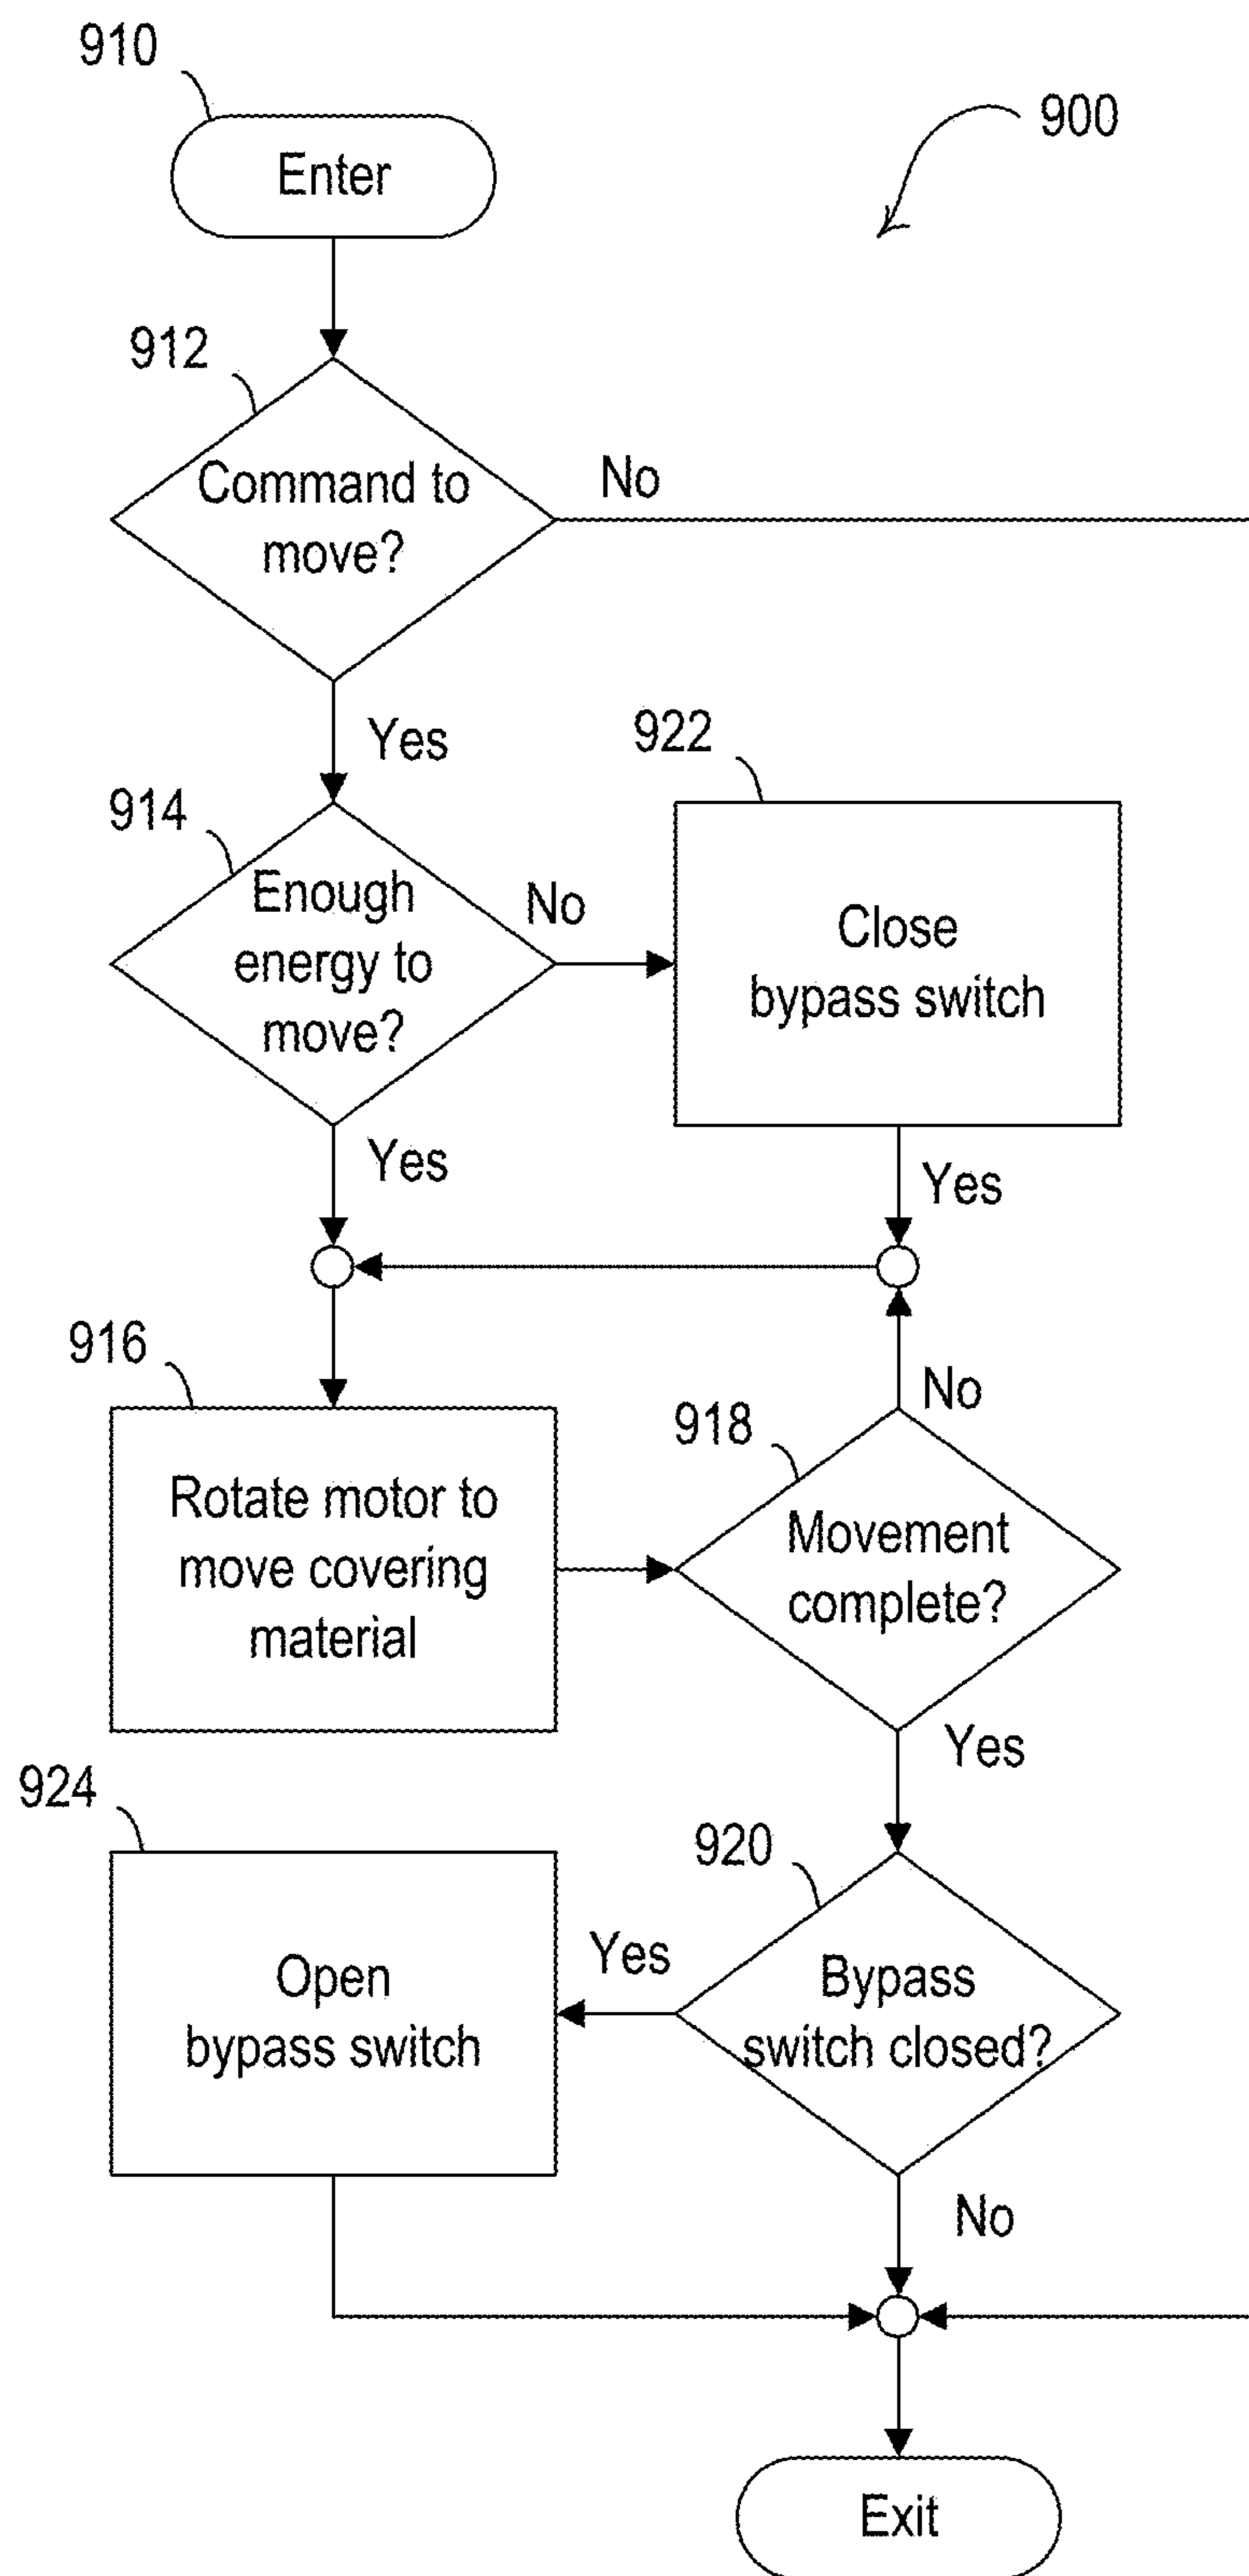 910
900
Enter
912
Command to
move?
No
Yes
922
914
Enough
energy to
move?
No
Close
bypass switch
Yes
Yes
916
No
918
Rotate motor to
move covering
material
Movement
complete?
Yes
924
920
Yes
Open
bypass switch
Bypass
switch closed?
No
Exit